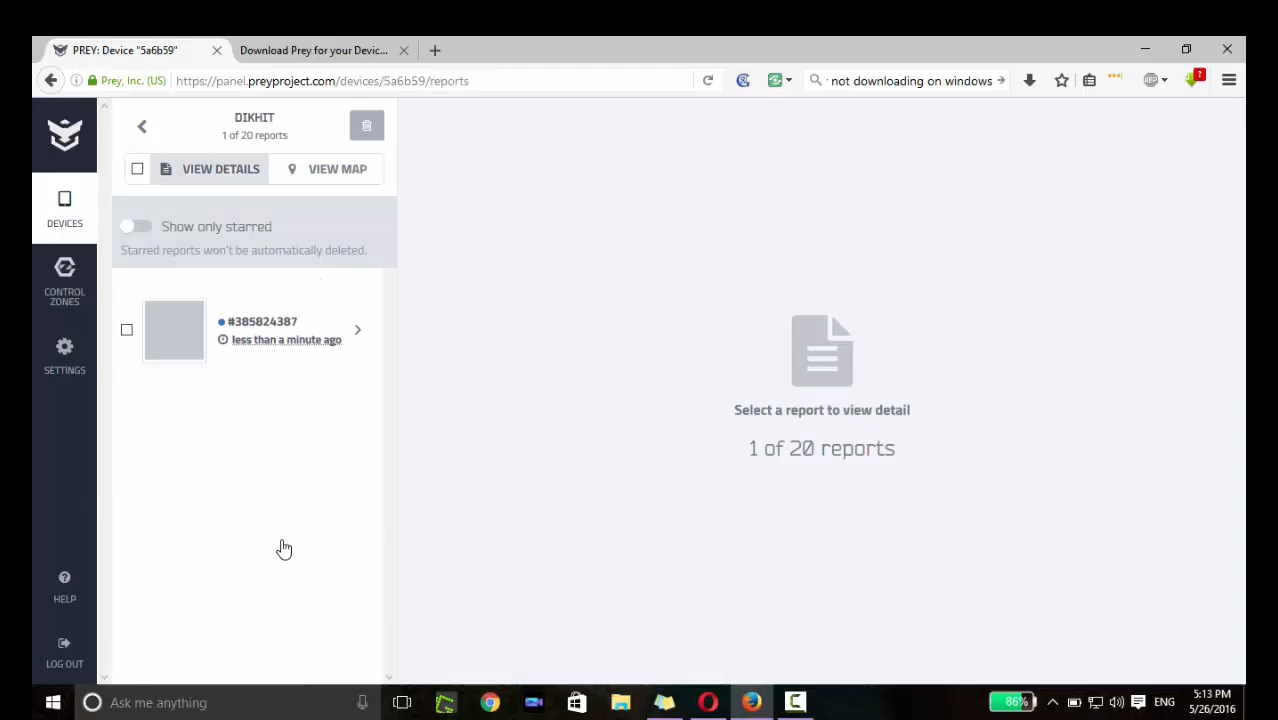 PREY: Device "5a6b59"
Download Prey for your Devic...
Prey, Inc. (US)
https://panel.preyproject.com/devices/5a6b59/reports
not downloading on windows
ABP
?
DIKHIT
1 of 20 reports
VIEW DETAILS
VIEW MAP
DEVICES
Show only starred
Starred reports won't be automatically deleted.
CONTROL
ZONES
#385824387
less than a minute ago
SETTINGS
Select a report to view detail
1 of 20 reports
HELP
LOG OUT
Ask me anything
86%
ENG
5:13 PM
5/26/2016